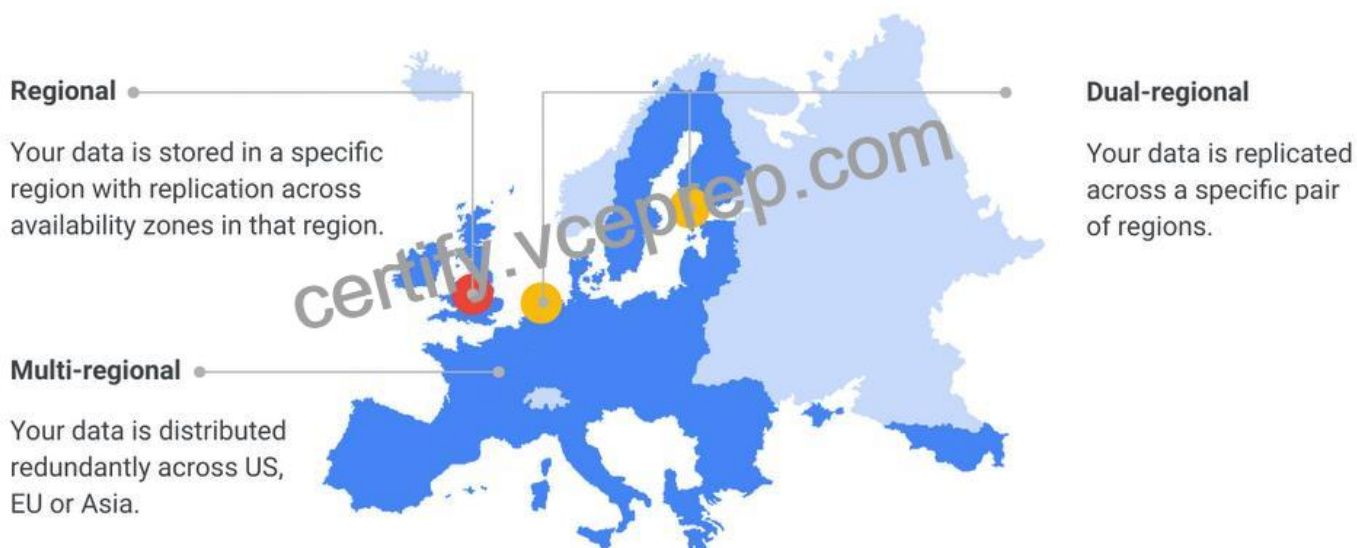 Regional
Your data is stored in a specific
region with replication across
availability zones in that region.
Dual-regional
Your data is replicated
across a specific pair
of regions.
certify.vceprep.com
Multi-regional
Your data is distributed
redundantly across US,
EU or Asia.